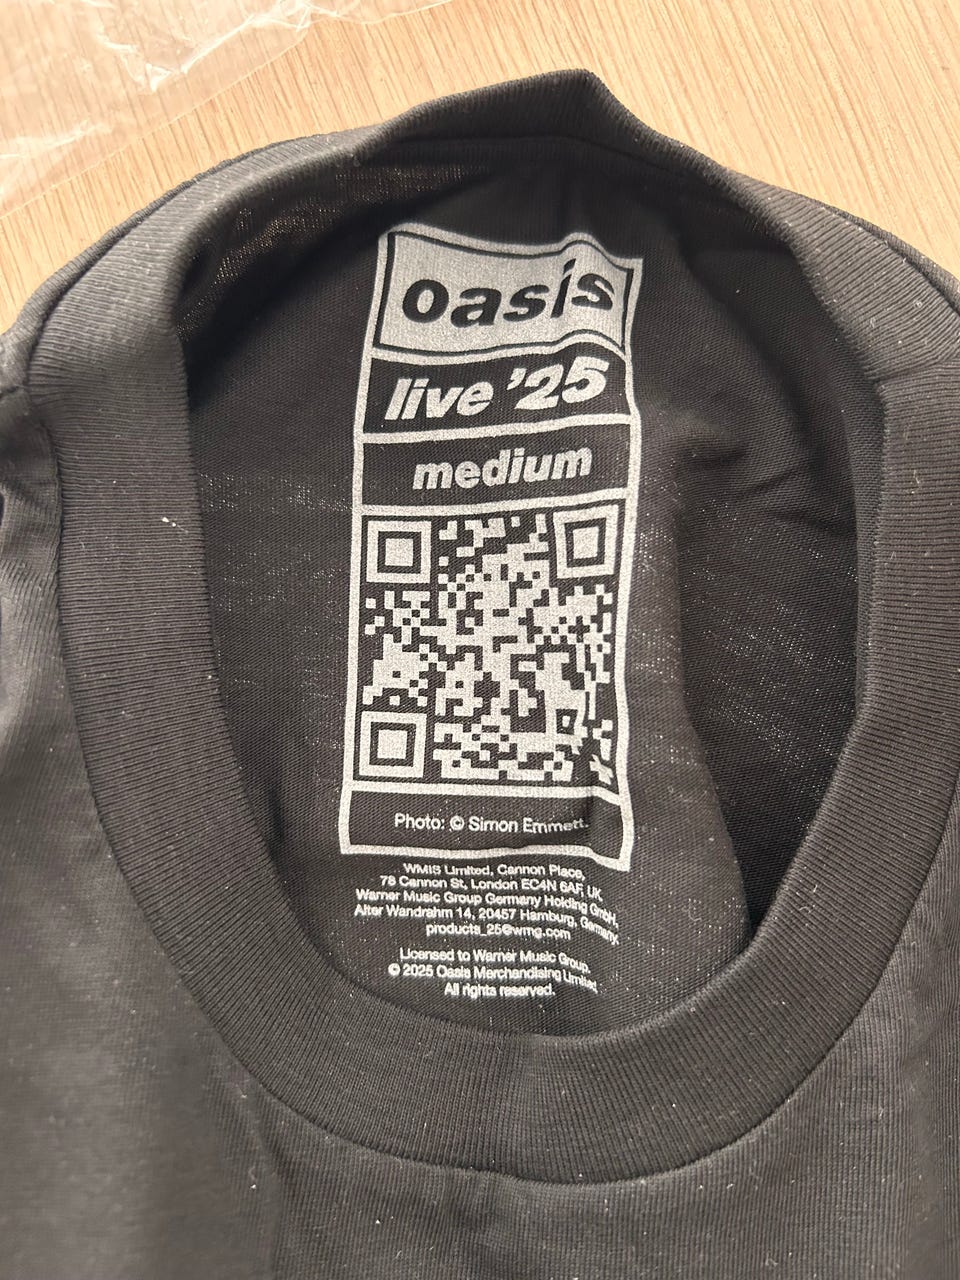 oasis
live '25
medium
Photo: © Simon Emmett.
WMIS Limited, Cannon Place,
78 Cannon St, London EC4N 6AF, UK.
Warner Music Group Germany Holding GmbH,
Alter Wandrahm 14, 20457 Hamburg, Germany.
products_25@wmg.com
Licensed to Warner Music Group.
© 2025 Oasis Merchandising Limited
All rights reserved.